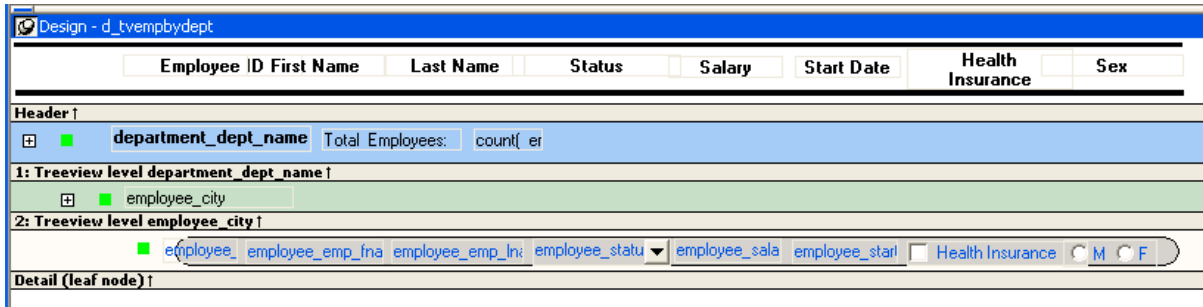 Design - d_tvempbydept
Employee ID First Name Last Name Status Salary Start Date Health Insurance Sex
Header ↑
department_dept_name Total Employees: count( er
1: Treeview level department_dept_name ↑
employee_city
2: Treeview level employee_city ↑
employee_ employee_emp_fna employee_emp_lna employee_statu employee_sala employee_start Health Insurance M F
Detail (leaf node) ↑